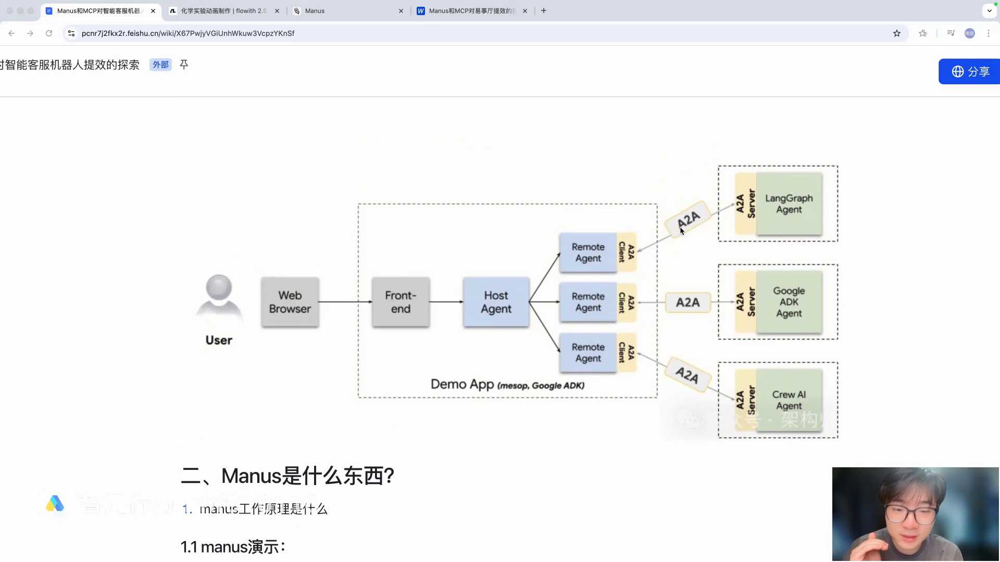 Manus和MCP对智能客服机器人
化学实验动画制作 | flowith 2.0
Manus
Manus和MCP对易事厅提效的
pcnr7j2fkx2r.feishu.cn/wiki/X67PwjyVGiUnhWkuw3VcpzYKnSf
对智能客服机器人提效的探索
外部
分享
A2A Server
LangGraph Agent
A2A
Remote Agent
A2A Client
User
Web Browser
Front-end
Host Agent
Remote Agent
A2A Client
A2A
A2A Server
Google ADK Agent
Remote Agent
A2A Client
A2A
A2A Server
Crew AI Agent
Demo App (mesop, Google ADK)
众号 · 架构
二、Manus是什么东西?
1. manus工作原理是什么
1.1 manus演示：